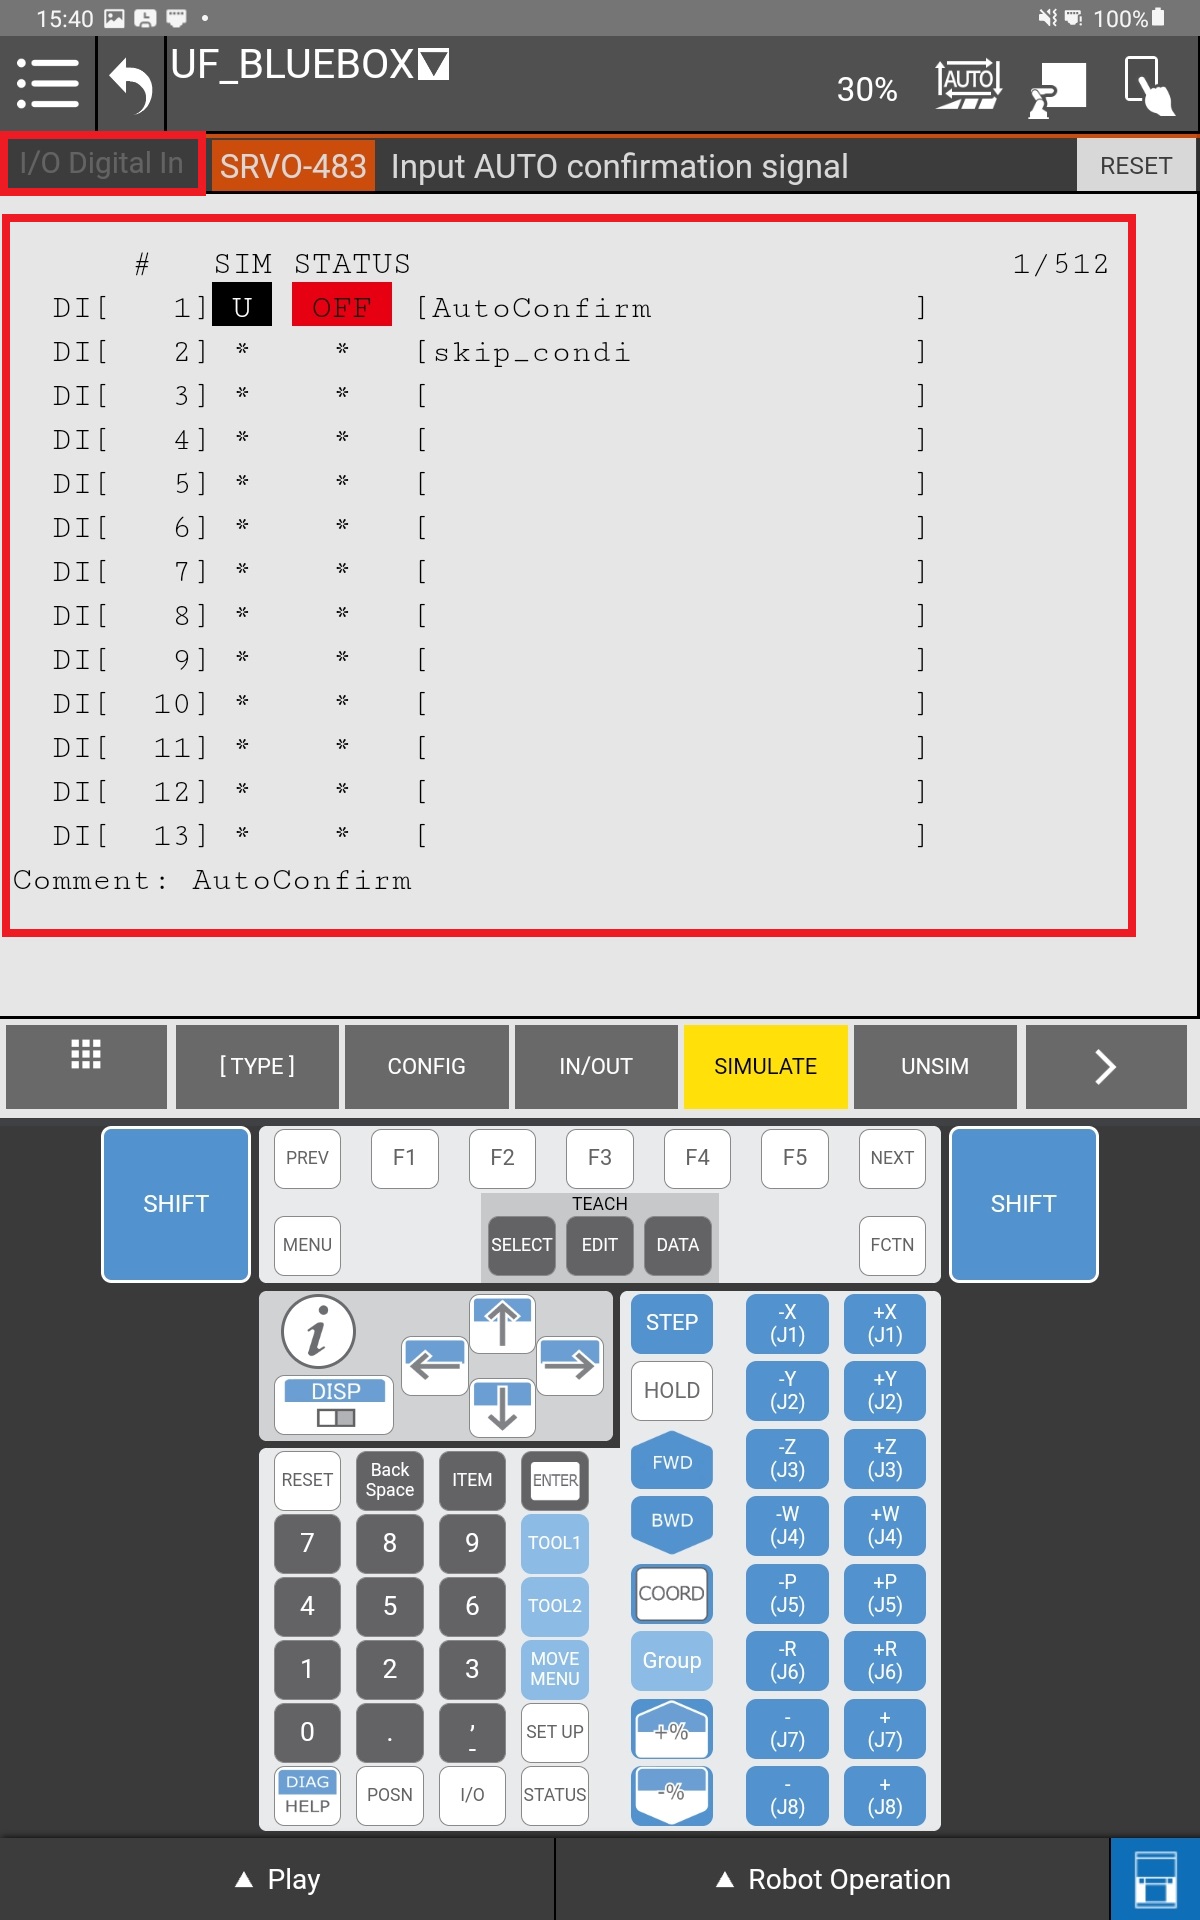 15:40 100%
UF_BLUEBOX
30% AUTO
I/O Digital In SRVO-483 Input AUTO confirmation signal RESET
# SIM STATUS 1/512
DI[ 1] U OFF [AutoConfirm ]
DI[ 2] * * [skip_condi ]
DI[ 3] * * [ ]
DI[ 4] * * [ ]
DI[ 5] * * [ ]
DI[ 6] * * [ ]
DI[ 7] * * [ ]
DI[ 8] * * [ ]
DI[ 9] * * [ ]
DI[ 10] * * [ ]
DI[ 11] * * [ ]
DI[ 12] * * [ ]
DI[ 13] * * [ ]
Comment: AutoConfirm
[ TYPE ] CONFIG IN/OUT SIMULATE UNSIM
PREV F1 F2 F3 F4 F5 NEXT
SHIFT TEACH SHIFT
MENU SELECT EDIT DATA FCTN
i
DISP
STEP -X (J1) +X (J1)
HOLD -Y (J2) +Y (J2)
FWD -Z (J3) +Z (J3)
BWD -W (J4) +W (J4)
COORD -P (J5) +P (J5)
Group -R (J6) +R (J6)
+% - (J7) + (J7)
-% - (J8) + (J8)
RESET Back Space ITEM ENTER
7 8 9 TOOL1
4 5 6 TOOL2
1 2 3 MOVE MENU
0 . , - SET UP
DIAG HELP POSN I/O STATUS
Play Robot Operation